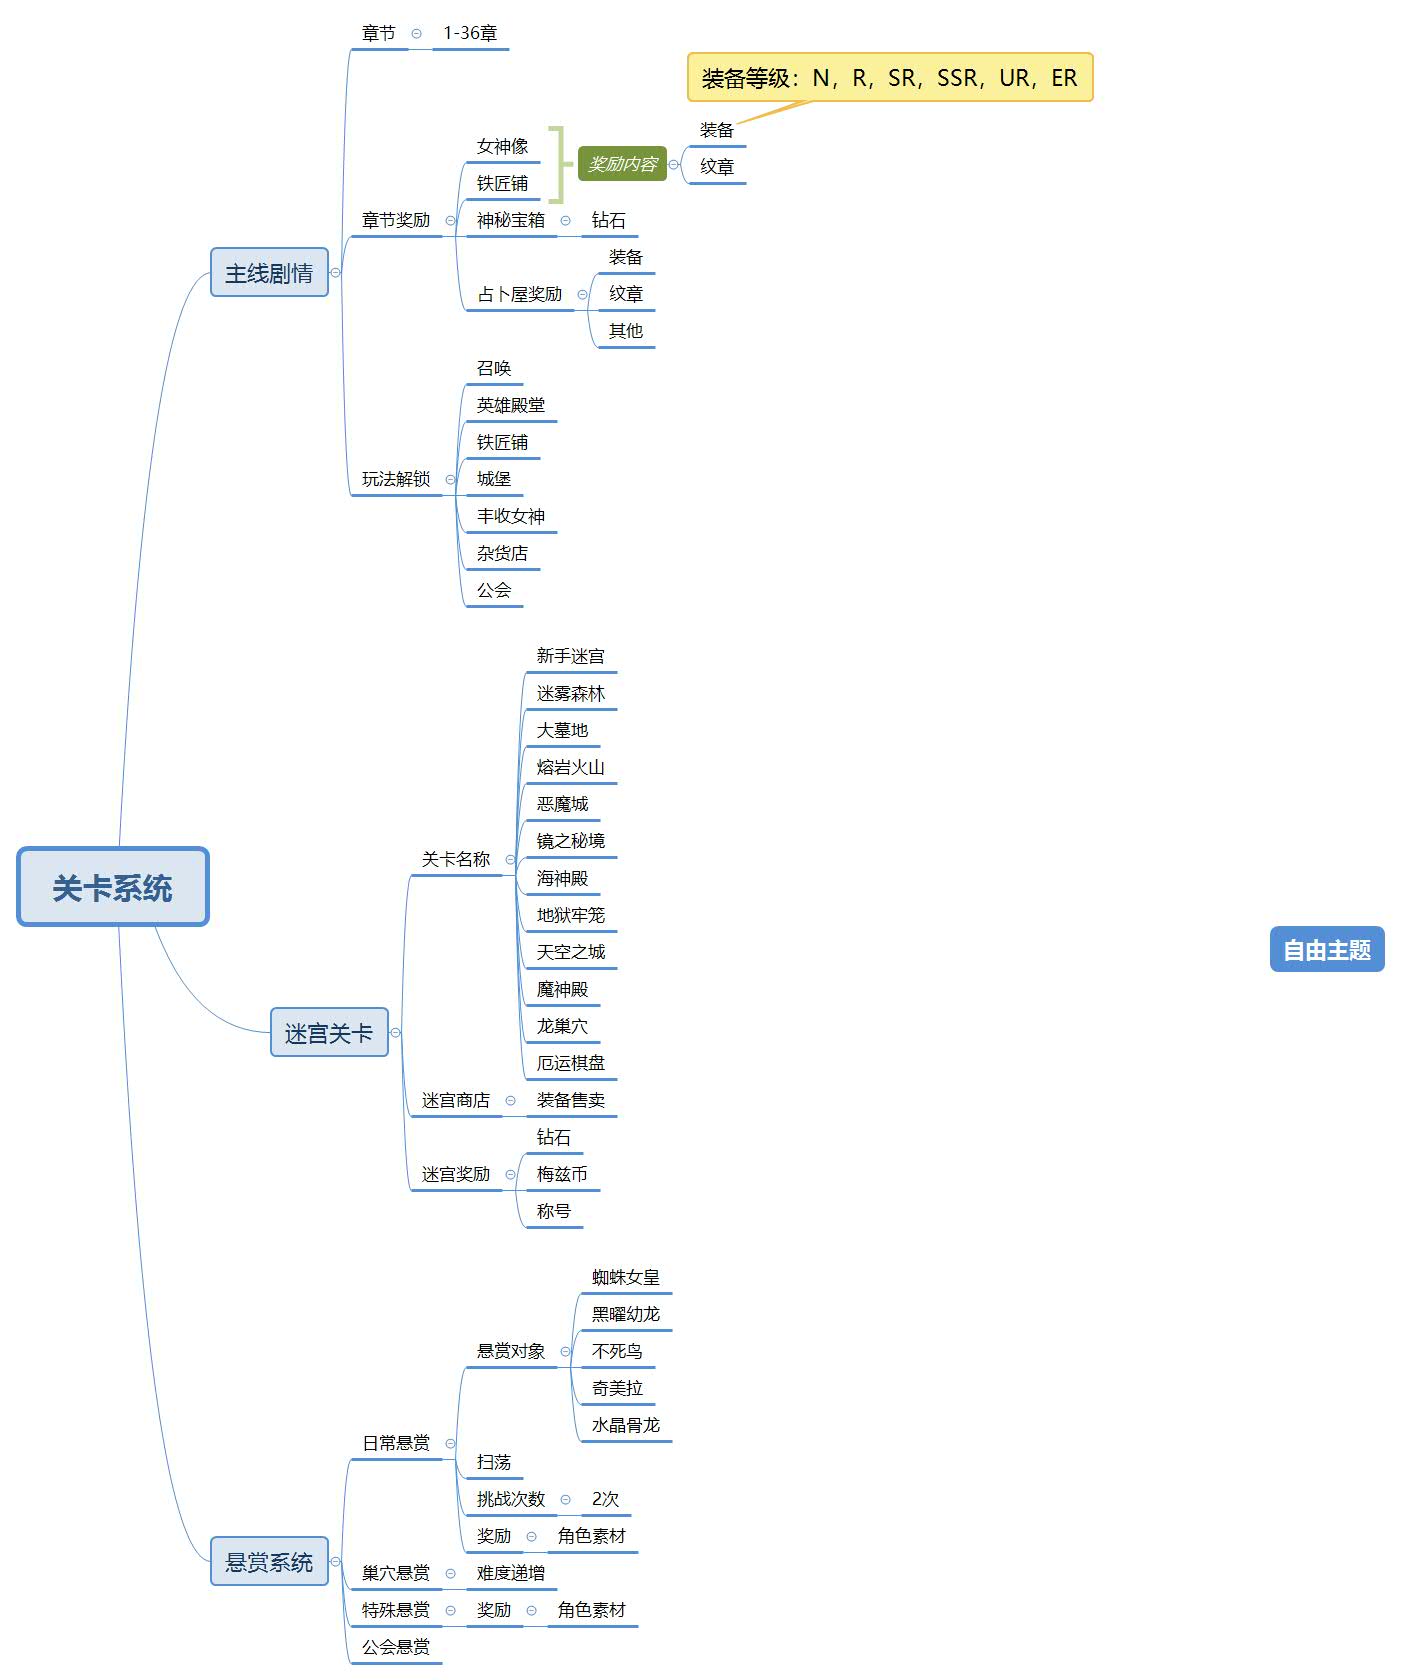 章节
1-36章
装备等级：N，R，SR，SSR，UR，ER
装备
女神像
奖励内容
纹章
铁匠铺
章节奖励
神秘宝箱
钻石
装备
主线剧情
占卜屋奖励
纹章
其他
召唤
英雄殿堂
铁匠铺
玩法解锁
城堡
丰收女神
杂货店
公会
新手迷宫
迷雾森林
大墓地
熔岩火山
恶魔城
镜之秘境
关卡名称
海神殿
关卡系统
地狱牢笼
天空之城
自由主题
魔神殿
龙巢穴
迷宫关卡
厄运棋盘
迷宫商店
装备售卖
钻石
迷宫奖励
梅兹币
称号
蜘蛛女皇
黑曜幼龙
悬赏对象
不死鸟
奇美拉
水晶骨龙
日常悬赏
扫荡
挑战次数
2次
奖励
角色素材
悬赏系统
巢穴悬赏
难度递增
特殊悬赏
奖励
角色素材
公会悬赏